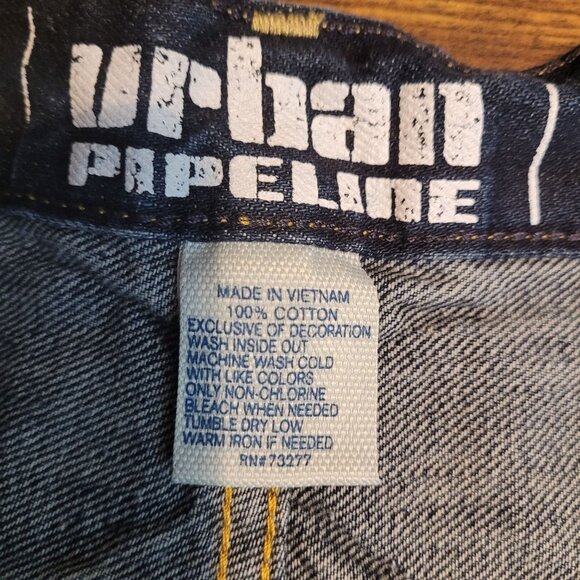 urban
PIPELINE
MADE IN VIETNAM
100% COTTON
EXCLUSIVE OF DECORATION
WASH INSIDE OUT
MACHINE WASH COLD
WITH LIKE COLORS
ONLY NON-CHLORINE
BLEACH WHEN NEEDED
TUMBLE DRY LOW
WARM IRON IF NEEDED
RN#73277